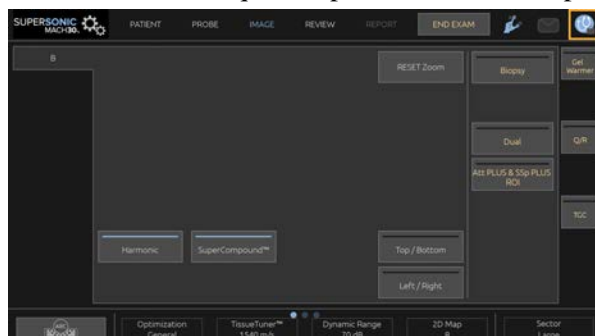 SUPERSONIC
MACH30.
PATIENT
PROBE
IMAGE
REVIEW
REPORT
END EXAM
B
RESET Zoom
Biopsy
Gel
Warmer
Dual
Q/R
Att PLUS & SSp PLUS
ROI
TGC
Harmonic
SuperCompound™
Top / Bottom
Left / Right
Optimization
General
TissueTuner™
1540 m/s
Dynamic Range
70 dB
2D Map
Sector
Large